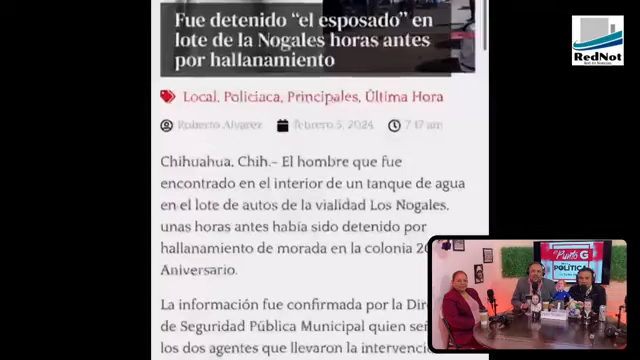 Fue detenido “el esposado” en
lote de la Nogales horas antes
por hallanamiento
RedNot
Local, Policiaca, Principales, Última Hora
Roberto Alvarez
febrero 5, 2024
7:17 am
Chihuahua, Chih.– El hombre que fue
encontrado en el interior de un tanque de agua
en el lote de autos de la vialidad Los Nogales,
unas horas antes había sido detenido por
hallanamiento de morada en la colonia
Aniversario.
La información fue confirmada por la
de Seguridad Pública Municipal quien
los dos agentes que llevaron la
Punto G
POLÍTICA